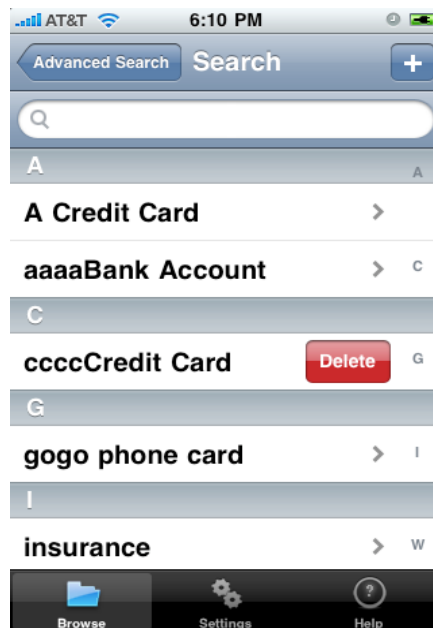 AT&T 6:10 PM
Advanced Search Search +
A
A
A Credit Card
aaaaBank Account C
C
ccccCredit Card Delete G
G
gogo phone card I
I
insurance W
Browse Settings ? Help